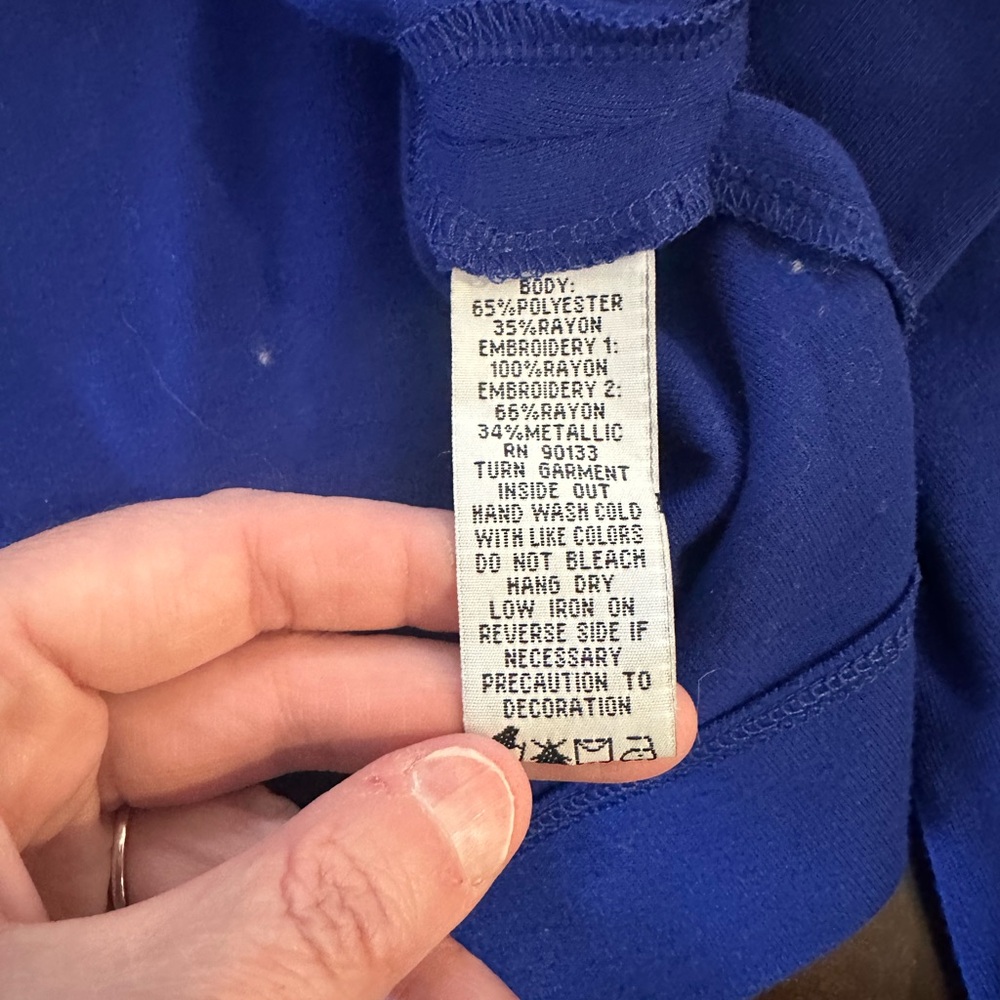 BODY:
65%POLYESTER
35%RAYON
EMBROIDERY 1:
100%RAYON
EMBROIDERY 2:
66%RAYON
34%METALLIC
RN 90133
TURN GARMENT
INSIDE OUT
HAND WASH COLD
WITH LIKE COLORS
DO NOT BLEACH
HANG DRY
LOW IRON ON
REVERSE SIDE IF
NECESSARY
PRECAUTION TO
DECORATION